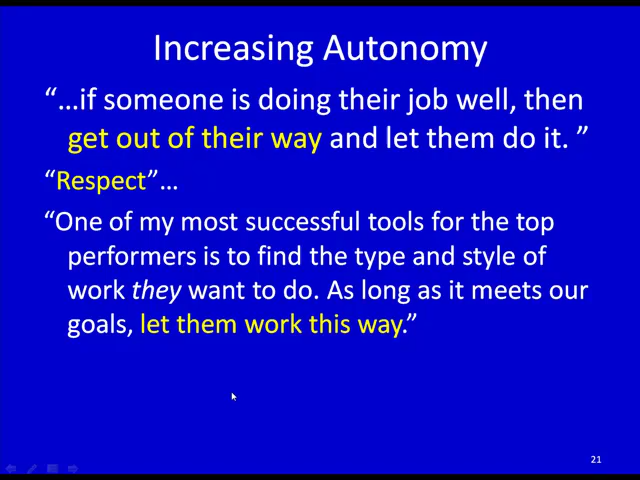 Increasing Autonomy
“…if someone is doing their job well, then
get out of their way and let them do it. ”
“Respect”…
“One of my most successful tools for the top
performers is to find the type and style of
work they want to do. As long as it meets our
goals, let them work this way.”
21